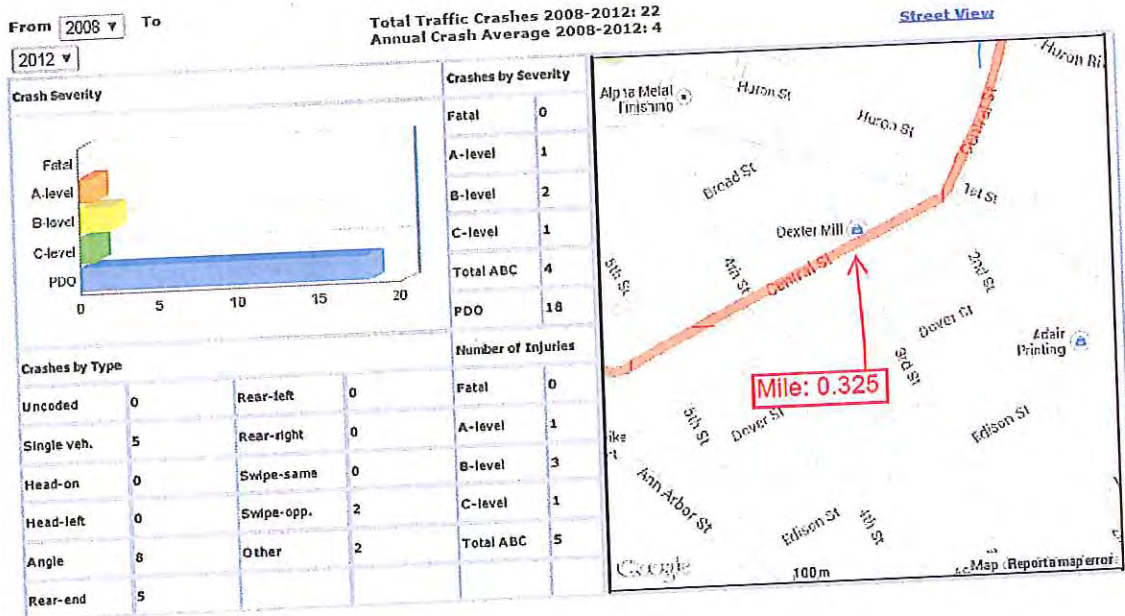 From 2008 To
2012
Total Traffic Crashes 2008-2012: 22
Annual Crash Average 2008-2012: 4
Street View
Crash Severity
Fatal
A-level
B-level
C-level
PDO
0 5 10 15 20
Crashes by Severity
Fatal 0
A-level 1
B-level 2
C-level 1
Total ABC 4
PDO 18
Number of Injuries
Fatal 0
A-level 1
B-level 3
C-level 1
Total ABC 5
Crashes by Type
Uncoded 0 Rear-left 0
Single veh. 5 Rear-right 0
Head-on 0 Swipe-same 0
Head-left 0 Swipe-opp. 2
Angle 8 Other 2
Rear-end 5
Alpha Metal
Finishing
Huron St
Huron St
Huron Ri
Central St
Broad St
1st St
Dexter Mill
5th St
4th St
Central St
2nd St
Dover St
Adair
Printing
3rd St
Mile: 0.325
5th St
Dover St
Edison St
Ann Arbor St
Edison St
4th St
Google
100 m
Map
Report a map error